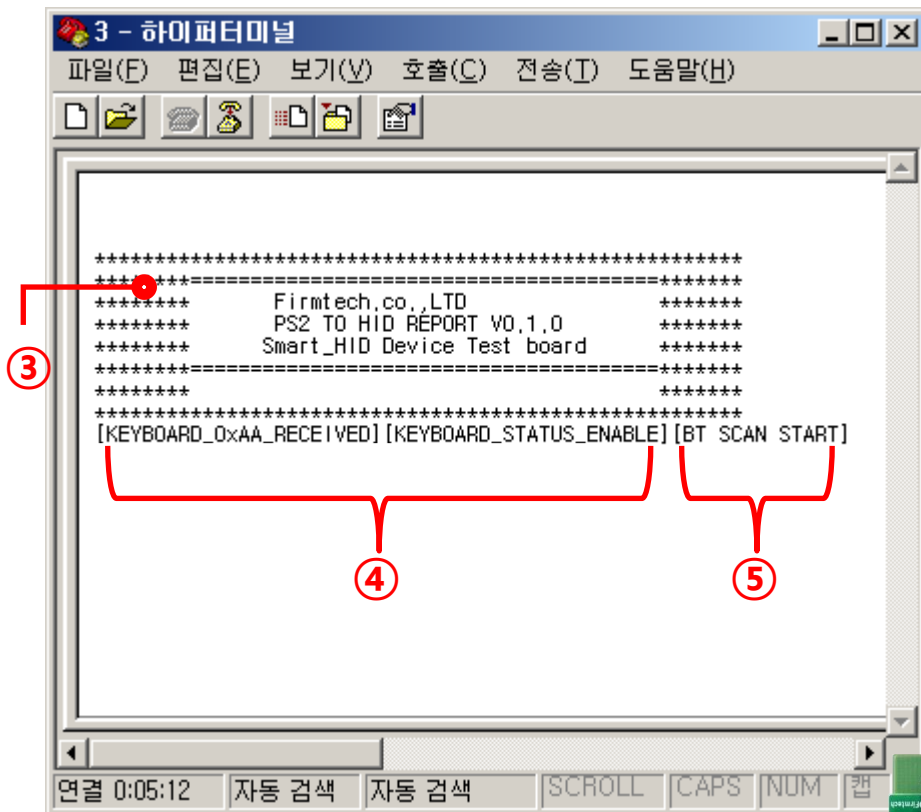 3 - 하이퍼터미널
파일(F) 편집(E) 보기(V) 호출(C) 전송(T) 도움말(H)
******************************************************
********=======================================*******
******** Firmtech,co,,LTD *******
******** PS2 TO HID REPORT V0,1,0 *******
******** Smart_HID Device Test board *******
********=======================================*******
******** *******
******************************************************
[KEYBOARD_0xAA_RECEIVED][KEYBOARD_STATUS_ENABLE][BT SCAN START]
③
④ ⑤
연결 0:05:12 자동 검색 자동 검색 SCROLL CAPS NUM 캡
Firmtech